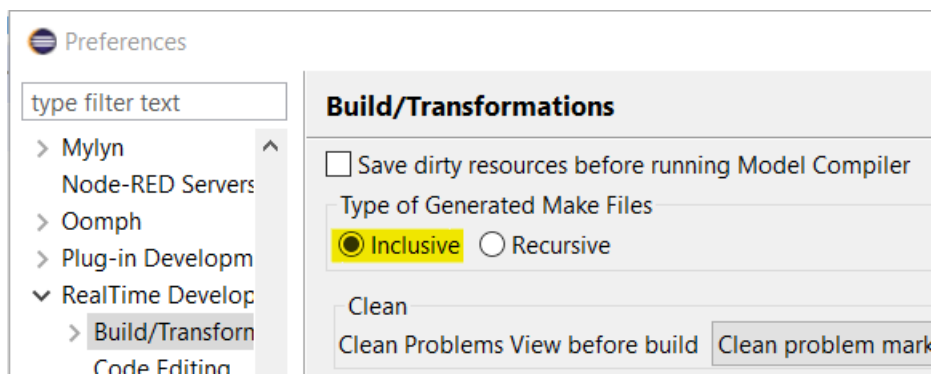 Preferences
type filter text
Mylyn
Node-RED Servers
Oomph
Plug-in Developm
RealTime Develop
Build/Transform
Code Editing
Build/Transformations
Save dirty resources before running Model Compiler
Type of Generated Make Files
Inclusive Recursive
Clean
Clean Problems View before build Clean problem mark